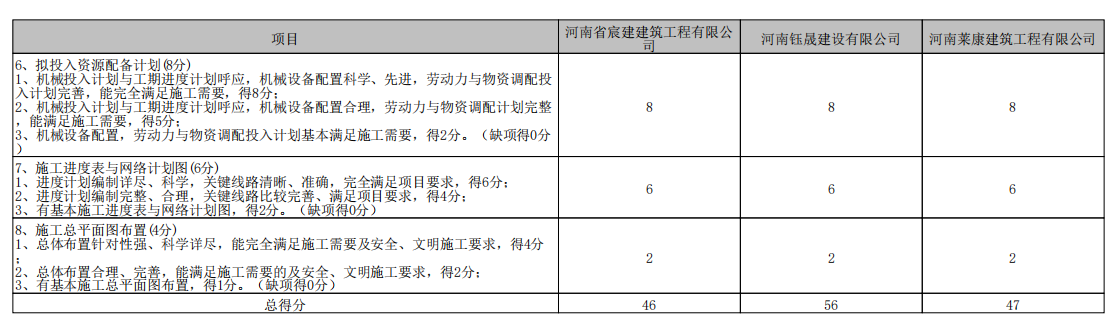 项目 河南省宸建建筑工程有限公 河南钰晟建设有限公司 河南莱康建筑工程有限公司
司
6、拟投入资源配备计划(8分)
1、机械投入计划与工期进度计划呼应，机械设备配置科学、先进，劳动力与物资调配投
入计划完善，能完全满足施工需要，得8分；
2、机械投入计划与工期进度计划呼应，机械设备配置合理，劳动力与物资调配计划完整
，能满足施工需要，得5分；
3、机械设备配置，劳动力与物资调配投入计划基本满足施工需要，得2分。（缺项得0分
）
8 8 8
7、施工进度表与网络计划图(6分)
1、进度计划编制详尽、科学，关键线路清晰、准确，完全满足项目要求，得6分；
2、进度计划编制完整、合理，关键线路比较完善、满足项目要求，得4分；
3、有基本施工进度表与网络计划图，得2分。（缺项得0分）
6 6 6
8、施工总平面图布置(4分)
1、总体布置针对性强、科学详尽，能完全满足施工需要及安全、文明施工要求，得4分
；
2、总体布置合理、完善，能满足施工需要的及安全、文明施工要求，得2分；
3、有基本施工总平面图布置，得1分。（缺项得0分）
2 2 2
总得分 46 56 47